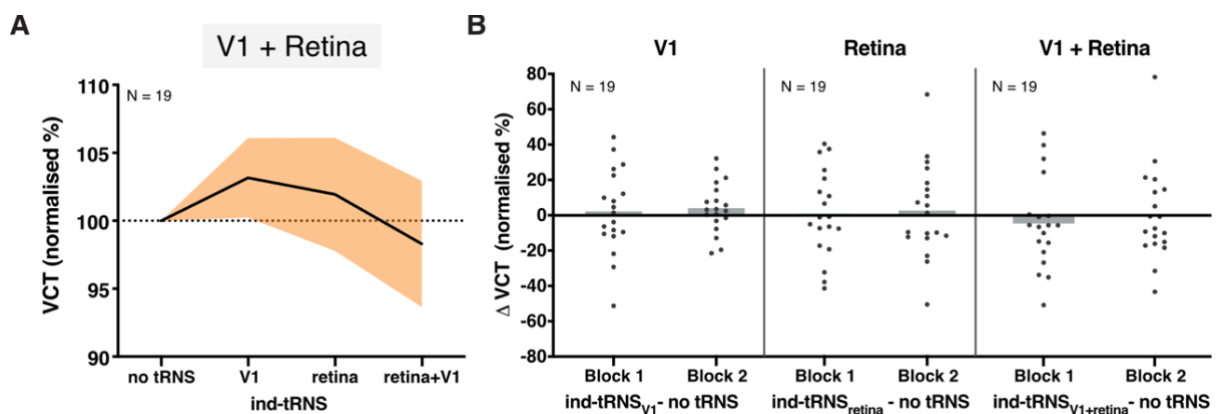 A
V1 + Retina
N = 19
VCT (normalised %)
110
105
100
95
90
no tRNS V1 retina retina+V1
ind-tRNS
B
V1 Retina V1 + Retina
N = 19 N = 19 N = 19
Δ VCT (normalised %)
80
60
40
20
0
-20
-40
-60
-80
Block 1 Block 2 Block 1 Block 2 Block 1 Block 2
ind-tRNSV1- no tRNS ind-tRNSretina - no tRNS ind-tRNSV1+retina- no tRNS